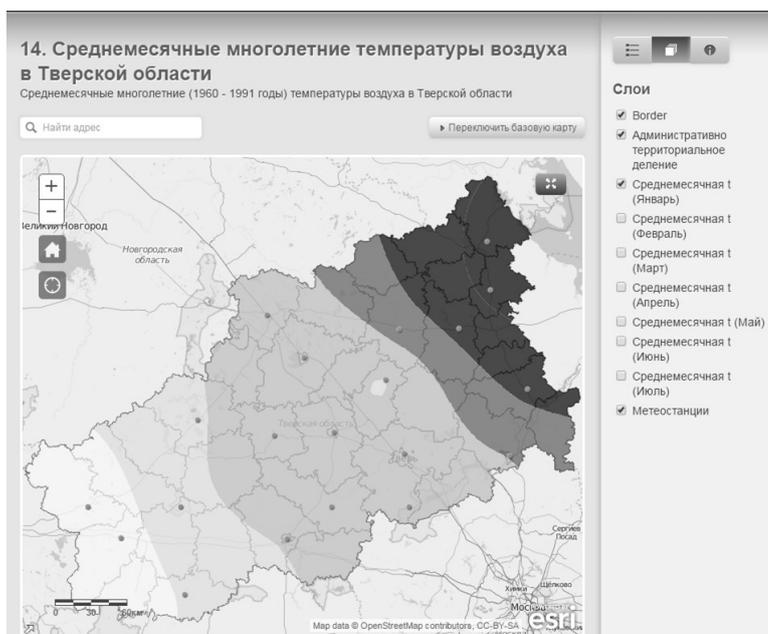 14. Среднемесячные многолетние температуры воздуха
в Тверской области
Среднемесячные многолетние (1960 - 1991 годы) температуры воздуха в Тверской области
Найти адрес
Переключить базовую карту
+
−
Великий Новгород
Новгородская
область
Тверская область
Сергиев
Посад
Химки
Щёлково
Москва
0 30 60км
Map data © OpenStreetMap contributors, CC-BY-SA
esri
Слои
Border
Административно
территориальное
деление
Среднемесячная t
(Январь)
Среднемесячная t
(Февраль)
Среднемесячная t
(Март)
Среднемесячная t
(Апрель)
Среднемесячная t (Май)
Среднемесячная t
(Июнь)
Среднемесячная t
(Июль)
Метеостанции